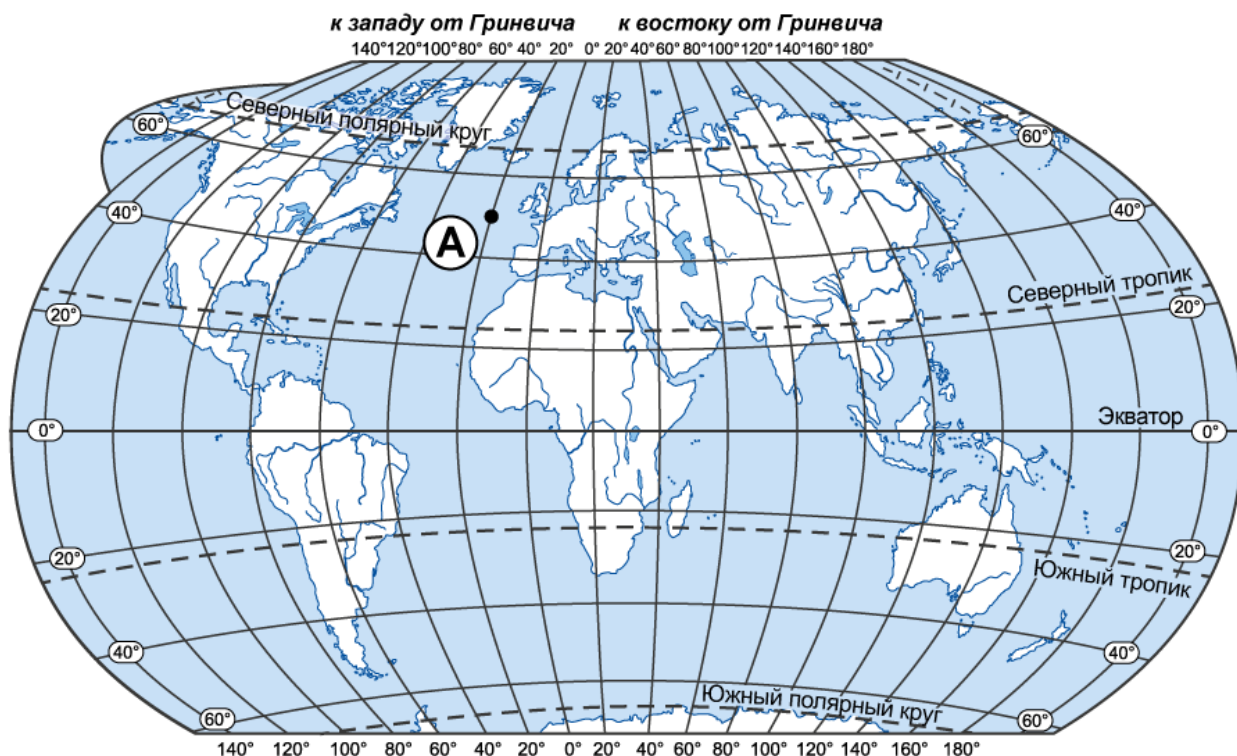 к западу от Гринвича к востоку от Гринвича
140° 120° 100° 80° 60° 40° 20° 0° 20° 40° 60° 80° 100° 120° 140° 160° 180°
Северный полярный круг
60° 60°
40° 40°
А
Северный тропик
20° 20°
Экватор
0° 0°
20° 20°
Южный тропик
40° 40°
Южный полярный круг
60° 60°
140° 120° 100° 80° 60° 40° 20° 0° 20° 40° 60° 80° 100° 120° 140° 160° 180°